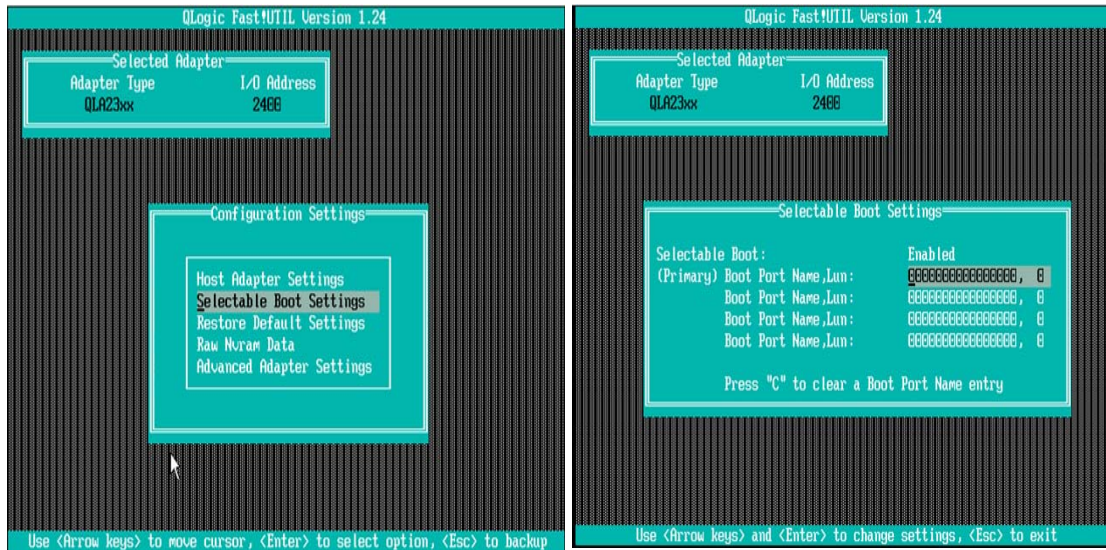 QLogic Fast!UTIL Version 1.24
Selected Adapter
Adapter Type I/O Address
QLA23xx 2400
Configuration Settings
Host Adapter Settings
Selectable Boot Settings
Restore Default Settings
Raw Nvram Data
Advanced Adapter Settings
Use <Arrow keys> to move cursor, <Enter> to select option, <Esc> to backup
QLogic Fast!UTIL Version 1.24
Selected Adapter
Adapter Type I/O Address
QLA23xx 2400
Selectable Boot Settings
Selectable Boot: Enabled
(Primary) Boot Port Name,Lun: 0000000000000000, 0
Boot Port Name,Lun: 0000000000000000, 0
Boot Port Name,Lun: 0000000000000000, 0
Boot Port Name,Lun: 0000000000000000, 0
Press "C" to clear a Boot Port Name entry
Use <Arrow keys> and <Enter> to change settings, <Esc> to exit